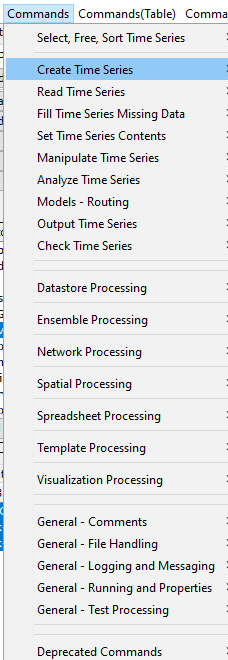 Commands Commands(Table) Comma
Select, Free, Sort Time Series
Create Time Series
Read Time Series
Fill Time Series Missing Data
Set Time Series Contents
Manipulate Time Series
Analyze Time Series
Models - Routing
Output Time Series
Check Time Series
Datastore Processing
Ensemble Processing
Network Processing
Spatial Processing
Spreadsheet Processing
Template Processing
Visualization Processing
General - Comments
General - File Handling
General - Logging and Messaging
General - Running and Properties
General - Test Processing
Deprecated Commands